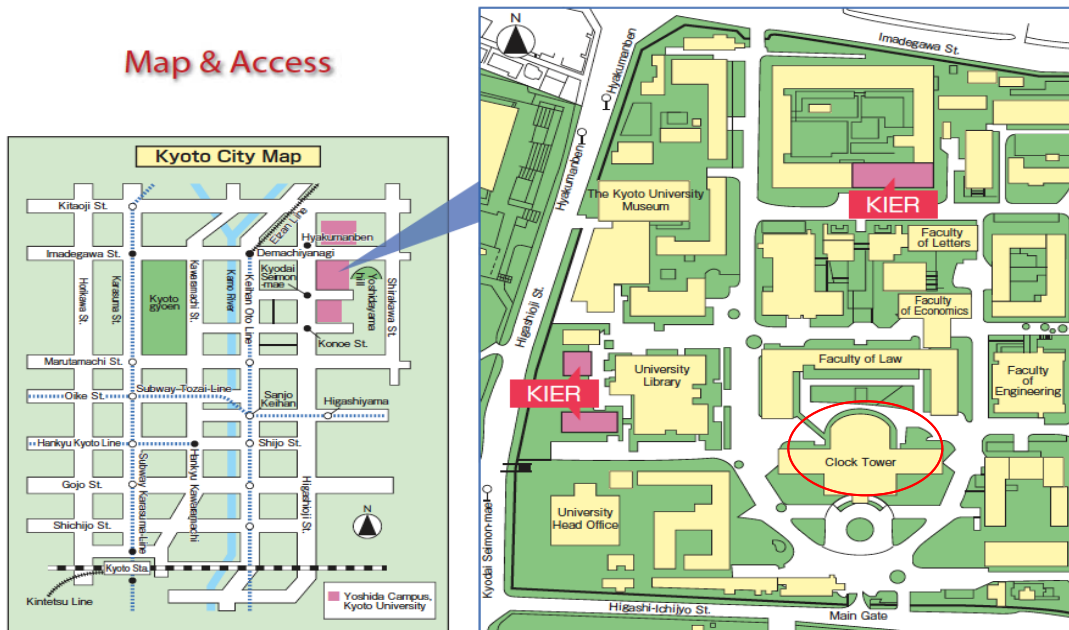 Map & Access
Kyoto City Map
Kitaoji St.
Imadegawa St.
Horikawa St.
Karasuma St.
Kyoto
gyoen
Kawaramachi St.
Kamo River
Keihan Oto Line
Eizan Line
Hyakumanben
Demachiyanagi
Kyodai
Seimon
-mae
Yoshidayama
hill
Shirakawa St.
Konoe St.
Marutamachi St.
Subway-Tozai-Line
Oike St.
Sanjo
Keihan
Higashiyama
Hankyu Kyoto Line
Shijo St.
Subway Karasuma-Line
Hankyu Kawaramachi
Higashioji St.
Gojo St.
Shichijo St.
N
Kyoto Sta.
Kintetsu Line
Yoshida Campus,
Kyoto University
N
Hyakumanben
Imadegawa St.
Hyakumanben
The Kyoto University
Museum
KIER
Faculty
of Letters
Faculty
of Economics
Higashioji St.
Faculty of Law
University
Library
Faculty
of
Engineering
KIER
Clock Tower
University
Head Office
Kyodai Seimon-mae
Higashi-Ichijyo St.
Main Gate